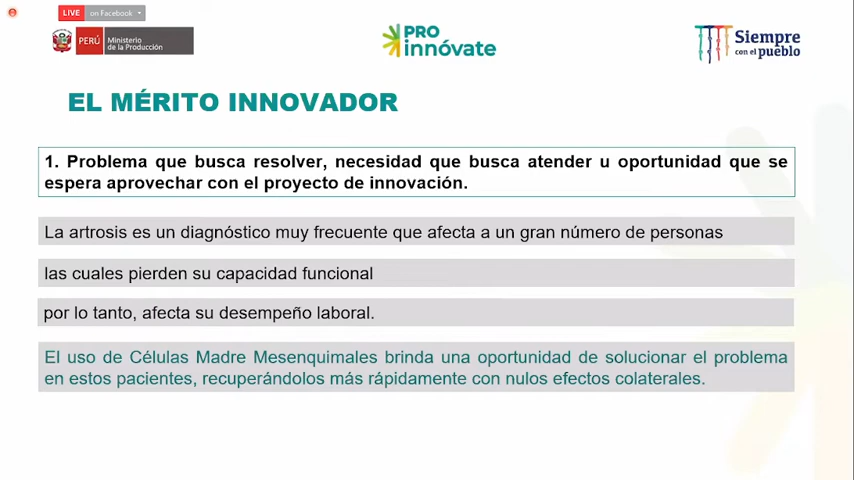 LIVE on Facebook
PERÚ Ministerio
de la Producción
PRO
innóvate
Siempre
con el pueblo
EL MÉRITO INNOVADOR
1. Problema que busca resolver, necesidad que busca atender u oportunidad que se
espera aprovechar con el proyecto de innovación.
La artrosis es un diagnóstico muy frecuente que afecta a un gran número de personas
las cuales pierden su capacidad funcional
por lo tanto, afecta su desempeño laboral.
El uso de Células Madre Mesenquimales brinda una oportunidad de solucionar el problema
en estos pacientes, recuperándolos más rápidamente con nulos efectos colaterales.